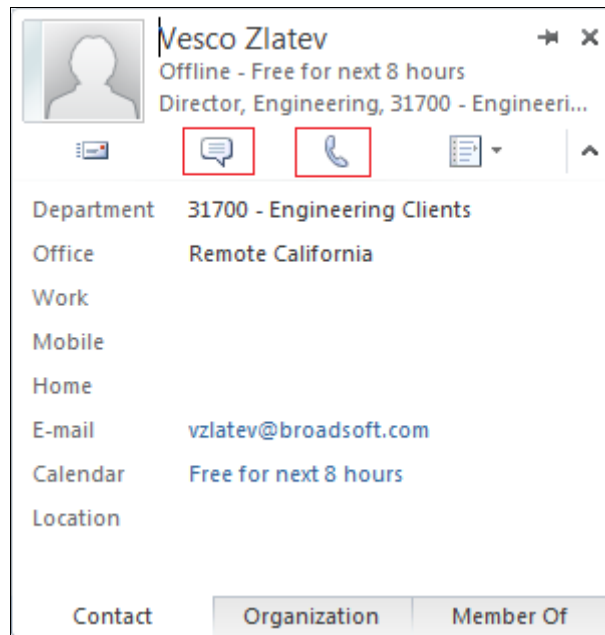 Vesco Zlatev
Offline - Free for next 8 hours
Director, Engineering, 31700 - Engineeri...
Department 31700 - Engineering Clients
Office Remote California
Work
Mobile
Home
E-mail vzlatev@broadsoft.com
Calendar Free for next 8 hours
Location
Contact Organization Member Of